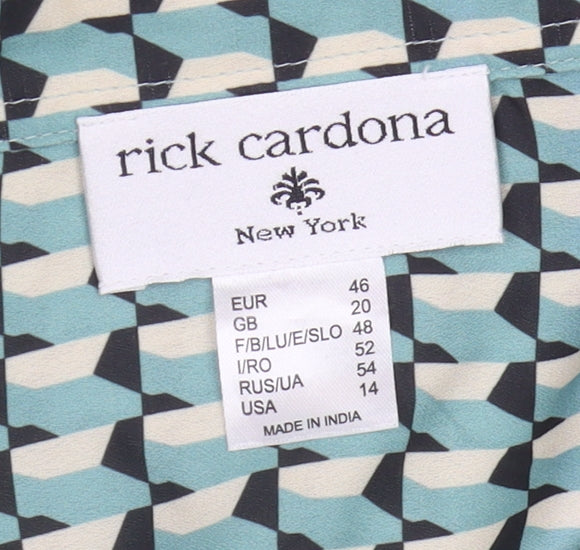 rick cardona
New York
EUR 46
GB 20
F/B/LU/E/SLO 48
I/RO 52
RUS/UA 54
USA 14
MADE IN INDIA